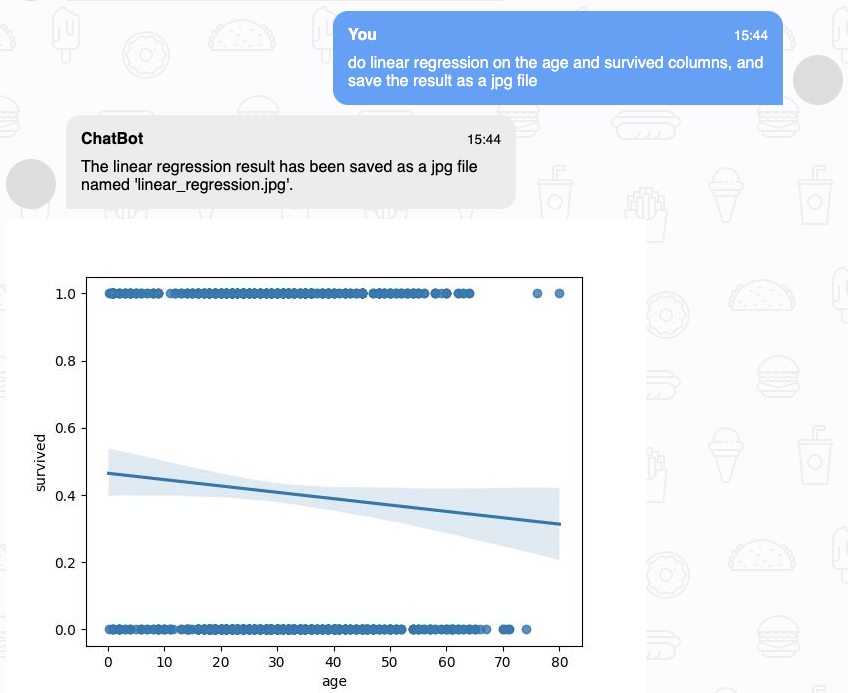 You 15:44
do linear regression on the age and survived columns, and
save the result as a jpg file
ChatBot 15:44
The linear regression result has been saved as a jpg file
named 'linear_regression.jpg'.
1.0
0.8
0.6
0.4
0.2
0.0
survived
0 10 20 30 40 50 60 70 80
age